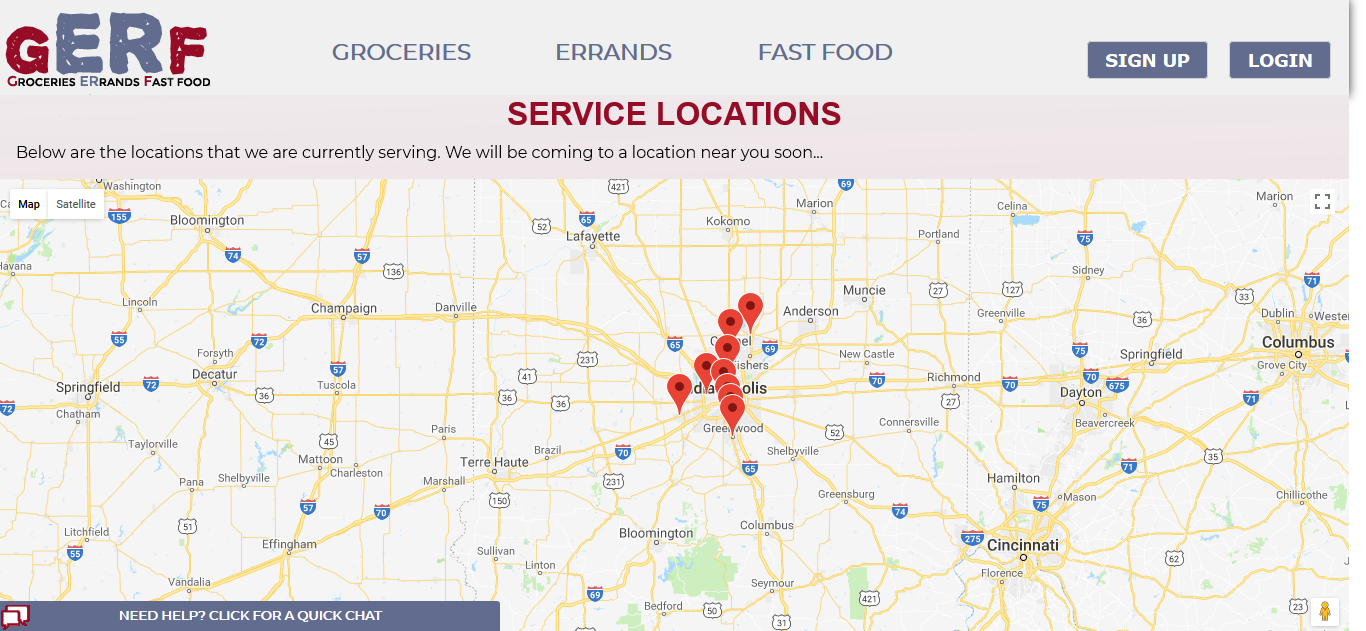 GERF
GROCERIES ERRANDS FAST FOOD
GROCERIES
ERRANDS
FAST FOOD
SIGN UP
LOGIN
SERVICE LOCATIONS
Below are the locations that we are currently serving. We will be coming to a location near you soon...
Map
Satellite
Washington
155
Bloomington
74
57
136
Havana
Lincoln
Champaign
Danville
55
72
Forsyth
Decatur
Springfield
72
57
Tuscola
36
72
Chatham
Taylorville
45
Mattoon
Charleston
Paris
Pana
Shelbyville
Marshall
57
70
51
Litchfield
55
Effingham
Vandalia
421
65
52
Lafayette
Kokomo
Marion
69
Celina
Marion
Portland
75
Sidney
71
Muncie
27
127
33
Anderson
Greenville
36
Dublin
Columbus
Grove City
65
69
231
41
36
36
New Castle
75
Springfield
70
Richmond
70
70
675
27
Dayton
71
Beavercreek
Greenwood
52
Connersville
Shelbyville
Brazil
70
Terre Haute
65
71
35
231
150
Hamilton
Greensburg
75
Mason
Chillicothe
74
Bloomington
Columbus
275
Cincinnati
Sullivan
Linton
62
Florence
Seymour
69
Bedford
50
421
31
23
NEED HELP? CLICK FOR A QUICK CHAT